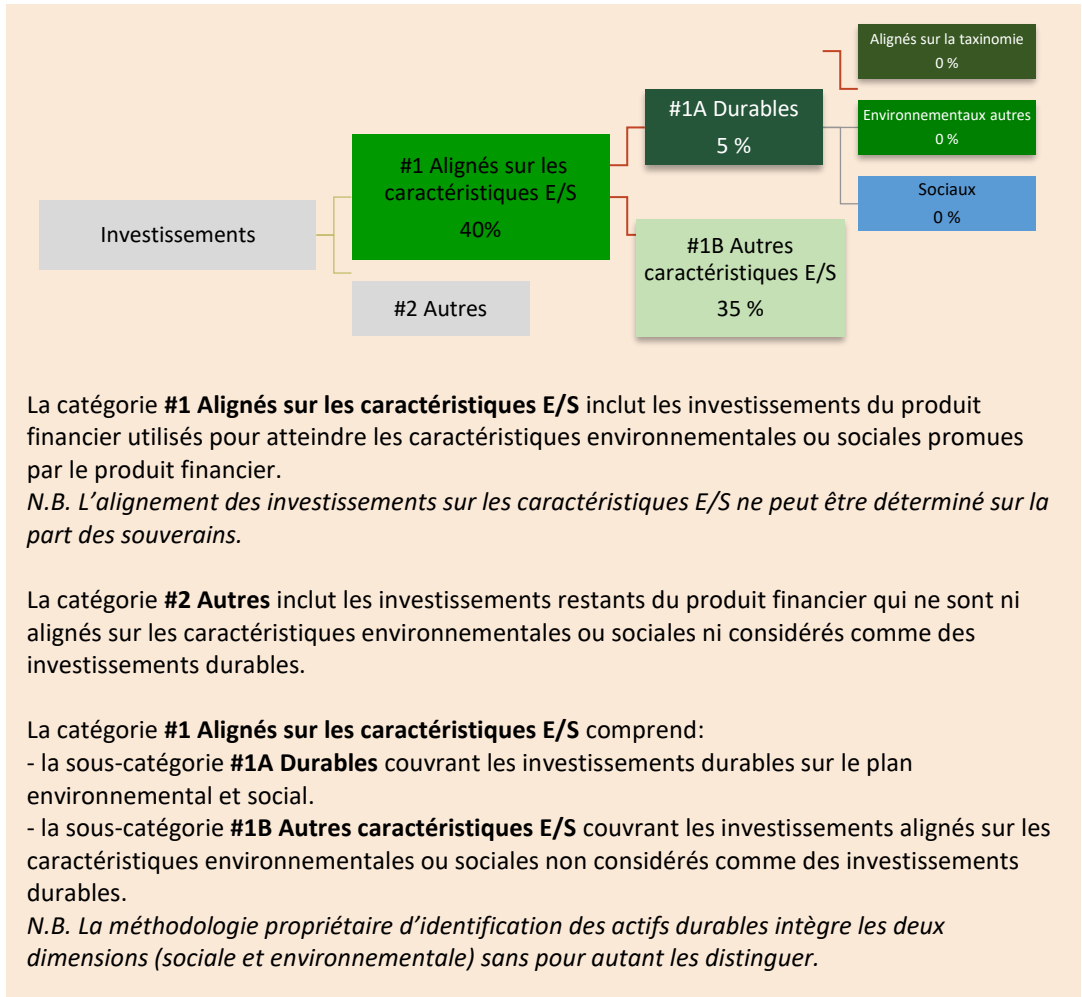 Alignés sur la taxinomie
0 %
#1A Durables
5 %
Environnementaux autres
0 %
#1 Alignés sur les
caractéristiques E/S
40%
Sociaux
0 %
Investissements
#1B Autres
caractéristiques E/S
35 %
#2 Autres
La catégorie #1 Alignés sur les caractéristiques E/S inclut les investissements du produit
financier utilisés pour atteindre les caractéristiques environnementales ou sociales promues
par le produit financier.
N.B. L’alignement des investissements sur les caractéristiques E/S ne peut être déterminé sur la
part des souverains.
La catégorie #2 Autres inclut les investissements restants du produit financier qui ne sont ni
alignés sur les caractéristiques environnementales ou sociales ni considérés comme des
investissements durables.
La catégorie #1 Alignés sur les caractéristiques E/S comprend:
- la sous-catégorie #1A Durables couvrant les investissements durables sur le plan
environnemental et social.
- la sous-catégorie #1B Autres caractéristiques E/S couvrant les investissements alignés sur les
caractéristiques environnementales ou sociales non considérés comme des investissements
durables.
N.B. La méthodologie propriétaire d’identification des actifs durables intègre les deux
dimensions (sociale et environnementale) sans pour autant les distinguer.